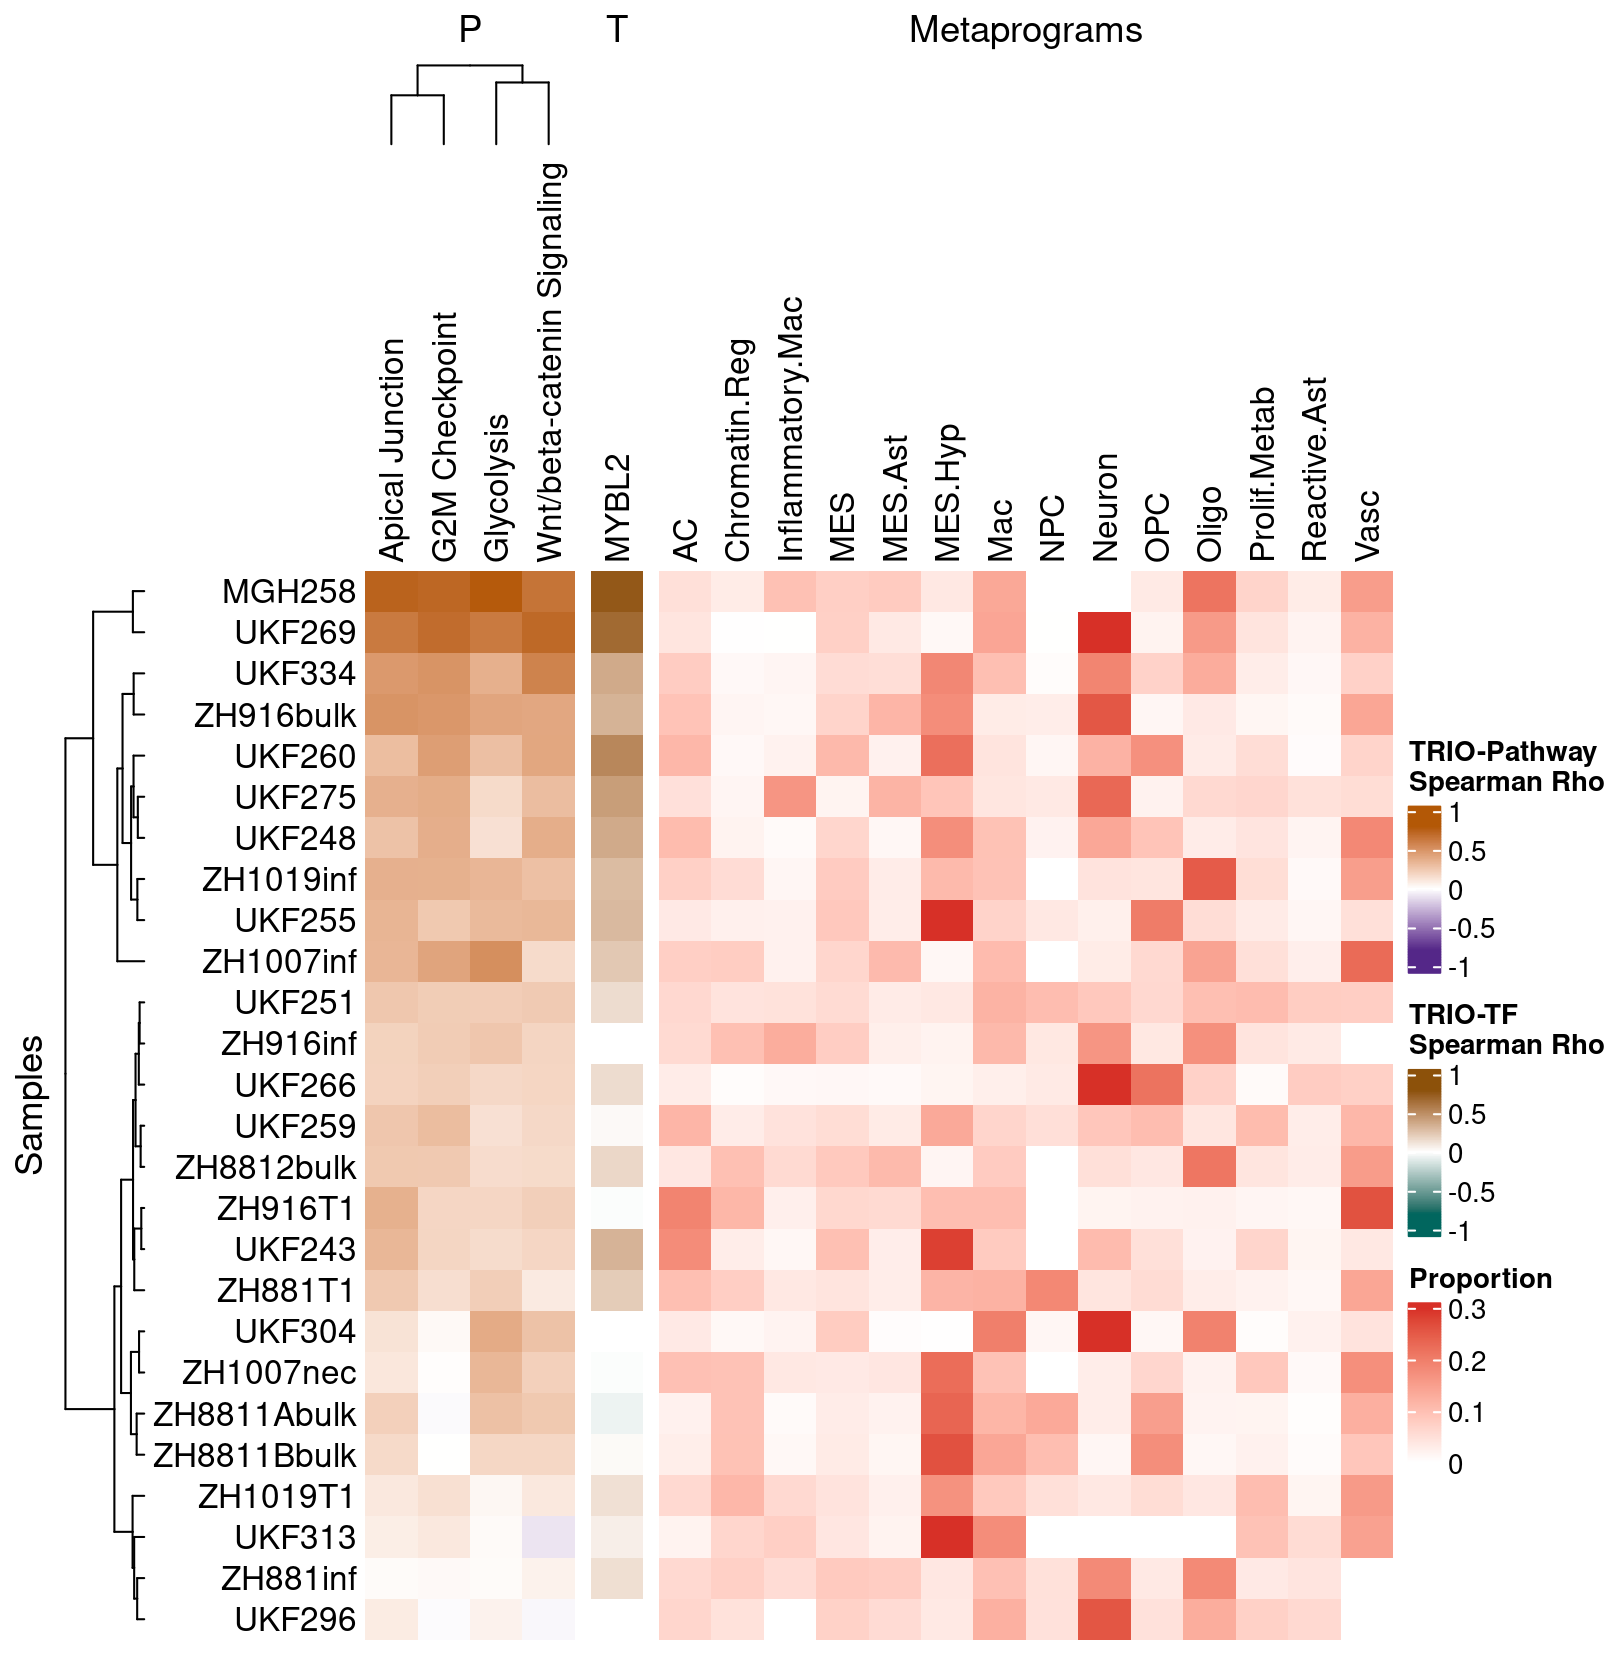 P T Metaprograms
Apical Junction
G2M Checkpoint
Glycolysis
Wnt/beta-catenin Signaling
MYBL2
AC
Chromatin.Reg
Inflammatory.Mac
MES
MES.Ast
MES.Hyp
Mac
NPC
Neuron
OPC
Oligo
Prolif.Metab
Reactive.Ast
Vasc
Samples
MGH258
UKF269
UKF334
ZH916bulk
UKF260
UKF275
UKF248
ZH1019inf
UKF255
ZH1007inf
UKF251
ZH916inf
UKF266
UKF259
ZH8812bulk
ZH916T1
UKF243
ZH881T1
UKF304
ZH1007nec
ZH8811Abulk
ZH8811Bbulk
ZH1019T1
UKF313
ZH881inf
UKF296
TRIO-Pathway
Spearman Rho
1
0.5
0
-0.5
-1
TRIO-TF
Spearman Rho
1
0.5
0
-0.5
-1
Proportion
0.3
0.2
0.1
0